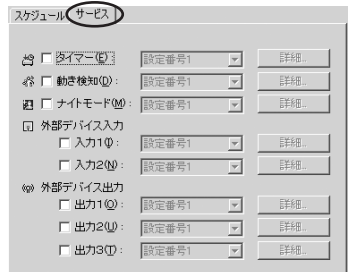 スケジュール サービス
タイマー(E): 設定番号1 詳細...
動き検知(D): 設定番号1 詳細...
ナイトモード(M): 設定番号1 詳細...
外部デバイス入力
入力1(I): 設定番号1 詳細...
入力2(N): 設定番号1 詳細...
外部デバイス出力
出力1(O): 設定番号1 詳細...
出力2(U): 設定番号1 詳細...
出力3(T): 設定番号1 詳細...